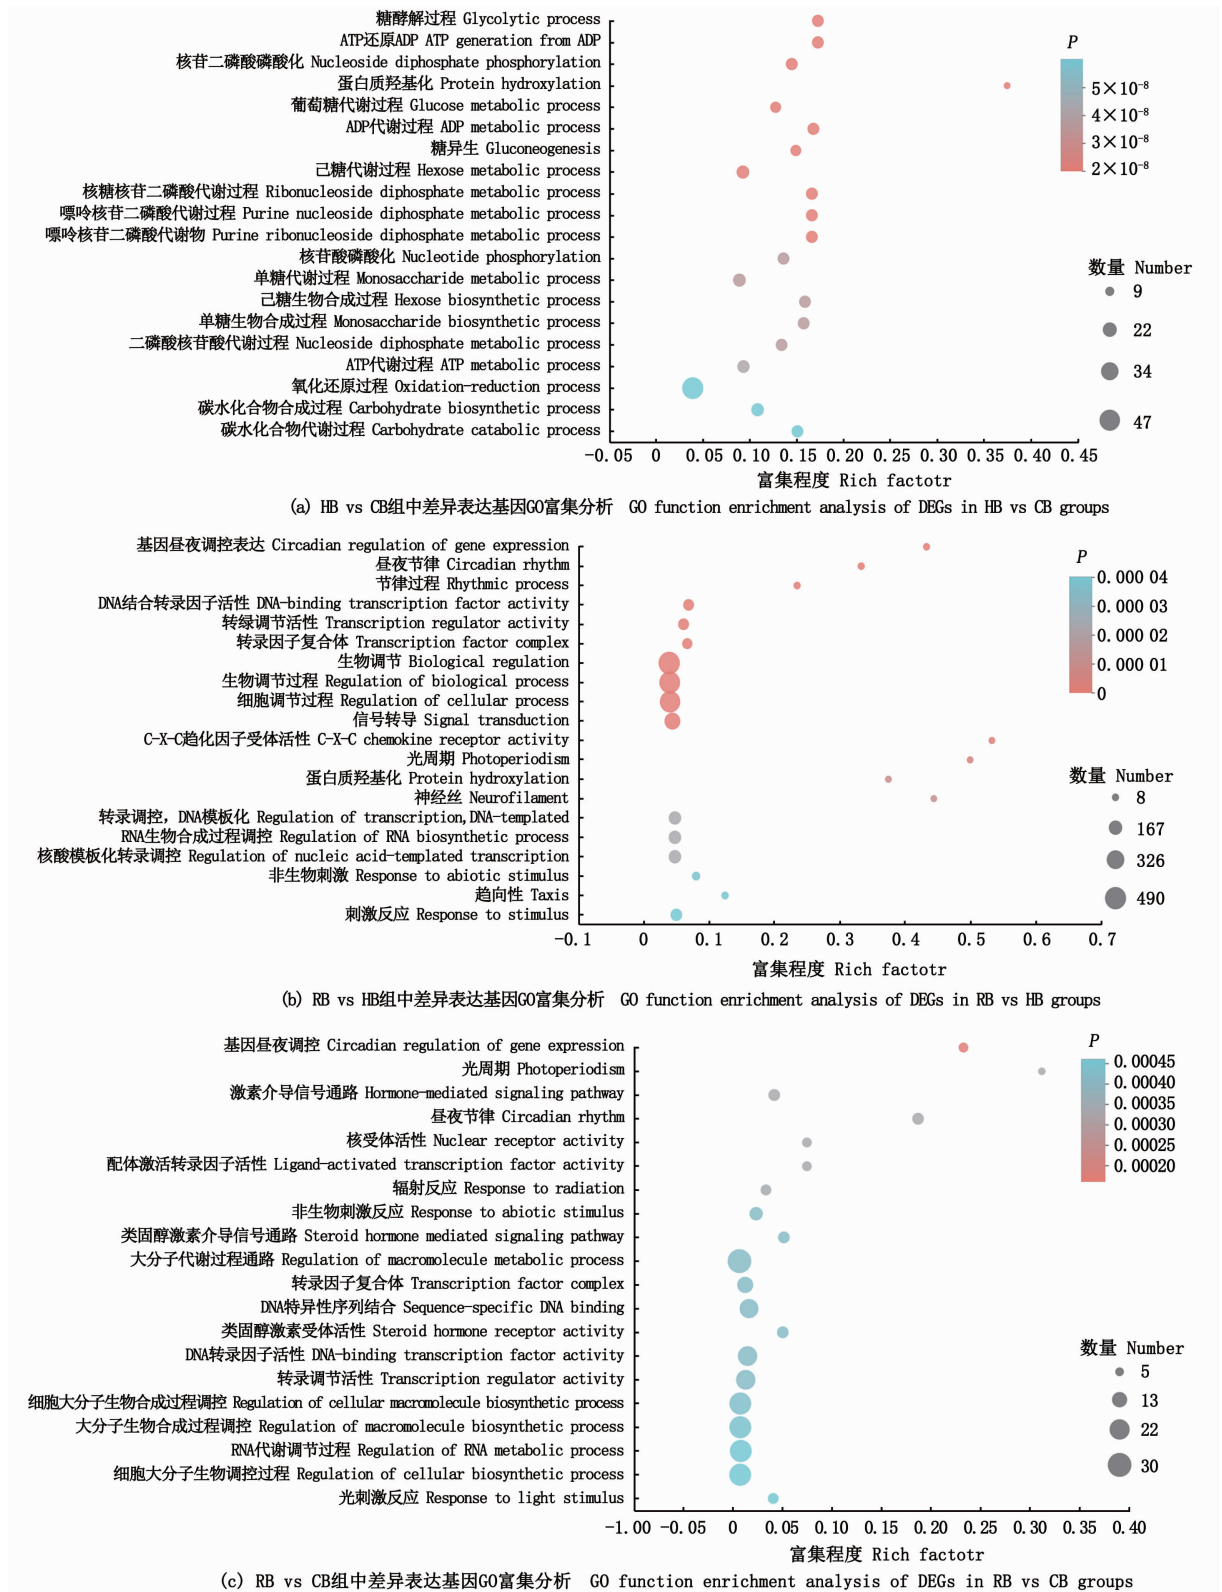 糖酵解过程 Glycolytic process
ATP还原ADP ATP generation from ADP
核苷二磷酸磷酸化 Nucleoside diphosphate phosphorylation
蛋白质羟基化 Protein hydroxylation
葡萄糖代谢过程 Glucose metabolic process
ADP代谢过程 ADP metabolic process
糖异生 Gluconeogenesis
己糖代谢过程 Hexose metabolic process
核糖核苷二磷酸代谢过程 Ribonucleoside diphosphate metabolic process
嘌呤核苷二磷酸代谢过程 Purine nucleoside diphosphate metabolic process
嘌呤核苷二磷酸代谢物 Purine ribonucleoside diphosphate metabolic process
核苷酸磷酸化 Nucleotide phosphorylation
单糖代谢过程 Monosaccharide metabolic process
己糖生物合成过程 Hexose biosynthetic process
单糖生物合成过程 Monosaccharide biosynthetic process
二磷酸核苷酸代谢过程 Nucleoside diphosphate metabolic process
ATP代谢过程 ATP metabolic process
氧化还原过程 Oxidation-reduction process
碳水化合物合成过程 Carbohydrate biosynthetic process
碳水化合物代谢过程 Carbohydrate catabolic process
P
5×10⁻⁸
4×10⁻⁸
3×10⁻⁸
2×10⁻⁸
数量 Number
9
22
34
47
-0.05 0 0.05 0.10 0.15 0.20 0.25 0.30 0.35 0.40 0.45
富集程度 Rich factotr
(a) HB vs CB组中差异表达基因GO富集分析 GO function enrichment analysis of DEGs in HB vs CB groups
基因昼夜调控表达 Circadian regulation of gene expression
昼夜节律 Circadian rhythm
节律过程 Rhythmic process
DNA结合转录因子活性 DNA-binding transcription factor activity
转绿调节活性 Transcription regulator activity
转录因子复合体 Transcription factor complex
生物调节 Biological regulation
生物调节过程 Regulation of biological process
细胞调节过程 Regulation of cellular process
信号转导 Signal transduction
C-X-C趋化因子受体活性 C-X-C chemokine receptor activity
光周期 Photoperiodism
蛋白质羟基化 Protein hydroxylation
神经丝 Neurofilament
转录调控，DNA模板化 Regulation of transcription,DNA-templated
RNA生物合成过程调控 Regulation of RNA biosynthetic process
核酸模板化转录调控 Regulation of nucleic acid-templated transcription
非生物刺激 Response to abiotic stimulus
趋向性 Taxis
刺激反应 Response to stimulus
P
0.000 04
0.000 03
0.000 02
0.000 01
0
数量 Number
8
167
326
490
-0.1 0 0.1 0.2 0.3 0.4 0.5 0.6 0.7
富集程度 Rich factotr
(b) RB vs HB组中差异表达基因GO富集分析 GO function enrichment analysis of DEGs in RB vs HB groups
基因昼夜调控 Circadian regulation of gene expression
光周期 Photoperiodism
激素介导信号通路 Hormone-mediated signaling pathway
昼夜节律 Circadian rhythm
核受体活性 Nuclear receptor activity
配体激活转录因子活性 Ligand-activated transcription factor activity
辐射反应 Response to radiation
非生物刺激反应 Response to abiotic stimulus
类固醇激素介导信号通路 Steroid hormone mediated signaling pathway
大分子代谢过程通路 Regulation of macromolecule metabolic process
转录因子复合体 Transcription factor complex
DNA特异性序列结合 Sequence-specific DNA binding
类固醇激素受体活性 Steroid hormone receptor activity
DNA转录因子活性 DNA-binding transcription factor activity
转录调节活性 Transcription regulator activity
细胞大分子生物合成过程调控 Regulation of cellular macromolecule biosynthetic process
大分子生物合成过程调控 Regulation of macromolecule biosynthetic process
RNA代谢调节过程 Regulation of RNA metabolic process
细胞大分子生物调控过程 Regulation of cellular biosynthetic process
光刺激反应 Response to light stimulus
P
0.00045
0.00040
0.00035
0.00030
0.00025
0.00020
数量 Number
5
13
22
30
-1.00 -0.05 0 0.05 0.10 0.15 0.20 0.25 0.30 0.35 0.40
富集程度 Rich factotr
(c) RB vs CB组中差异表达基因GO富集分析 GO function enrichment analysis of DEGs in RB vs CB groups